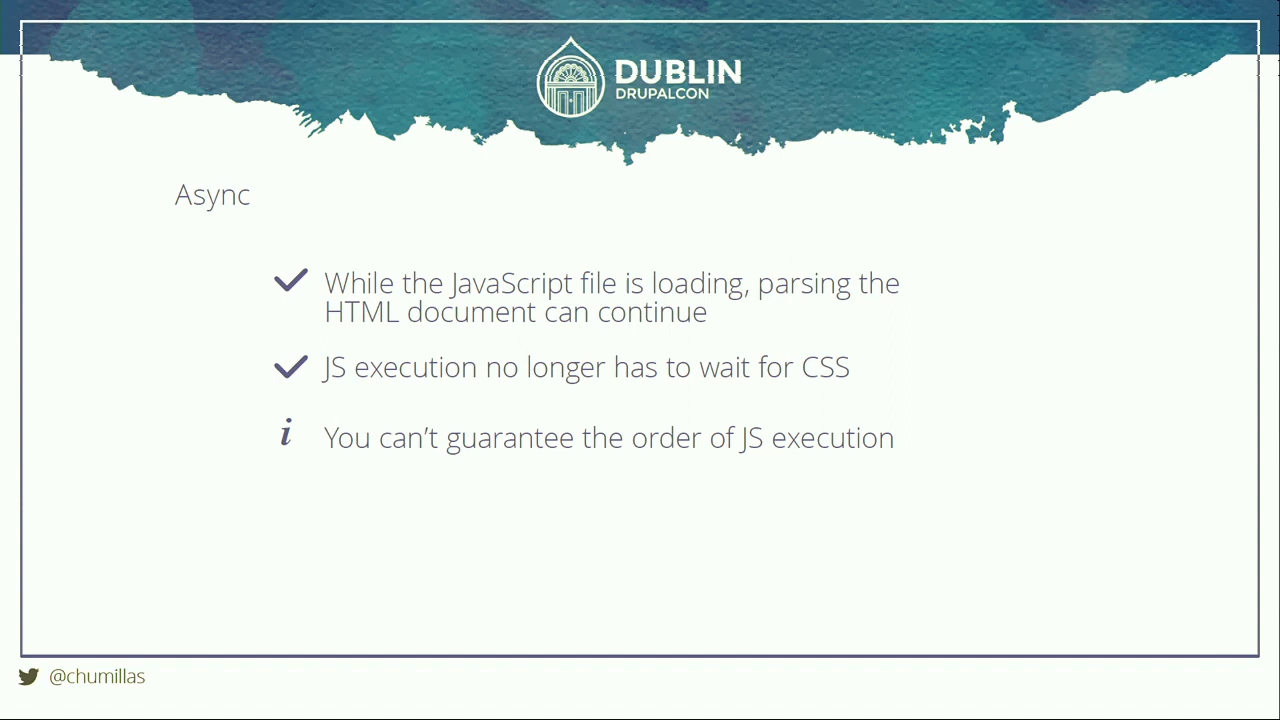 DUBLIN
DRUPALCON
Async
While the JavaScript file is loading, parsing the
HTML document can continue
JS execution no longer has to wait for CSS
i You can’t guarantee the order of JS execution
@chumillas